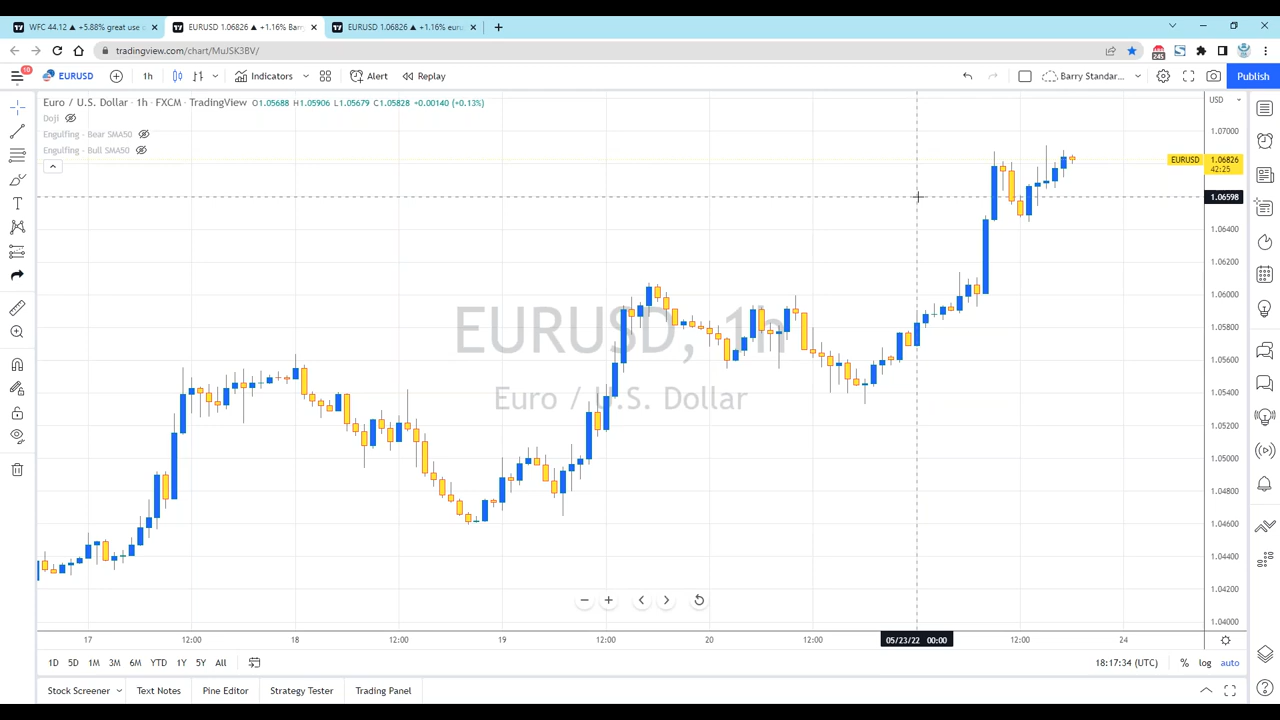 WFC 44.12 ▲ +5.88% great use o
EURUSD 1.06826 ▲ +1.16% Barr
EURUSD 1.06826 ▲ +1.16% euru
tradingview.com/chart/MuJSK3BV/
245
10
EURUSD
1h
Indicators
Alert
Replay
Barry Standar...
Publish
Euro / U.S. Dollar · 1h · FXCM · TradingView O1.05688 H1.05906 L1.05679 C1.05828 +0.00140 (+0.13%)
Doji
Engulfing - Bear SMA50
Engulfing - Bull SMA50
USD
1.07000
EURUSD 1.06826
42:25
1.06598
1.06400
1.06200
1.06000
1.05800
1.05600
1.05400
1.05200
1.05000
1.04800
1.04600
1.04400
1.04200
1.04000
EURUSD, 1h
Euro / U.S. Dollar
17 12:00 18 12:00 19 12:00 20 12:00 05/23/22 00:00 12:00 24
1D 5D 1M 3M 6M YTD 1Y 5Y All
18:17:34 (UTC) % log auto
Stock Screener Text Notes Pine Editor Strategy Tester Trading Panel